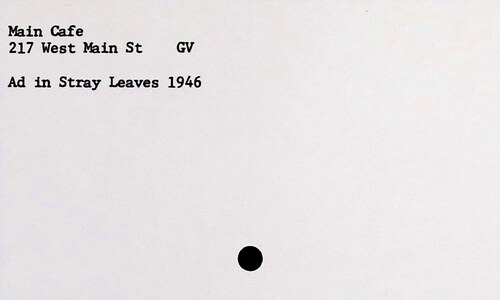 Main Cafe
217 West Main St    GV
Ad in Stray Leaves 1946